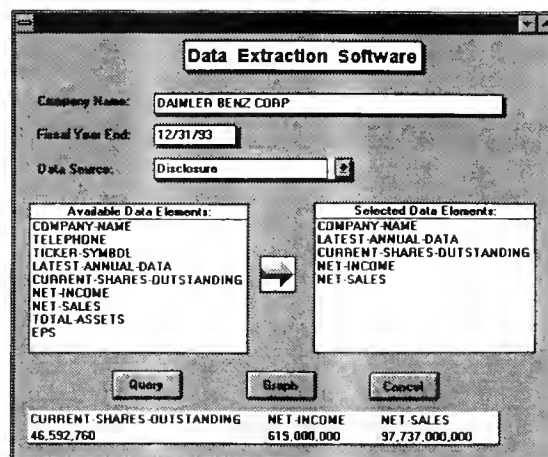 Data Extraction Software
Company Name: DAIMLER BENZ CORP
Fiscal Year End: 12/31/93
Data Source: Disclosure
Available Data Elements:
COMPANY-NAME
TELEPHONE
TICKER-SYMBOL
LATEST-ANNUAL-DATA
CURRENT-SHARES-OUTSTANDING
NET-INCOME
NET-SALES
TOTAL-ASSETS
EPS
Selected Data Elements:
COMPANY-NAME
LATEST-ANNUAL-DATA
CURRENT-SHARES-OUTSTANDING
NET-INCOME
NET-SALES
Query Graph Cancel
CURRENT-SHARES-OUTSTANDING NET-INCOME NET-SALES
46,592,760 615,000,000 97,737,000,000